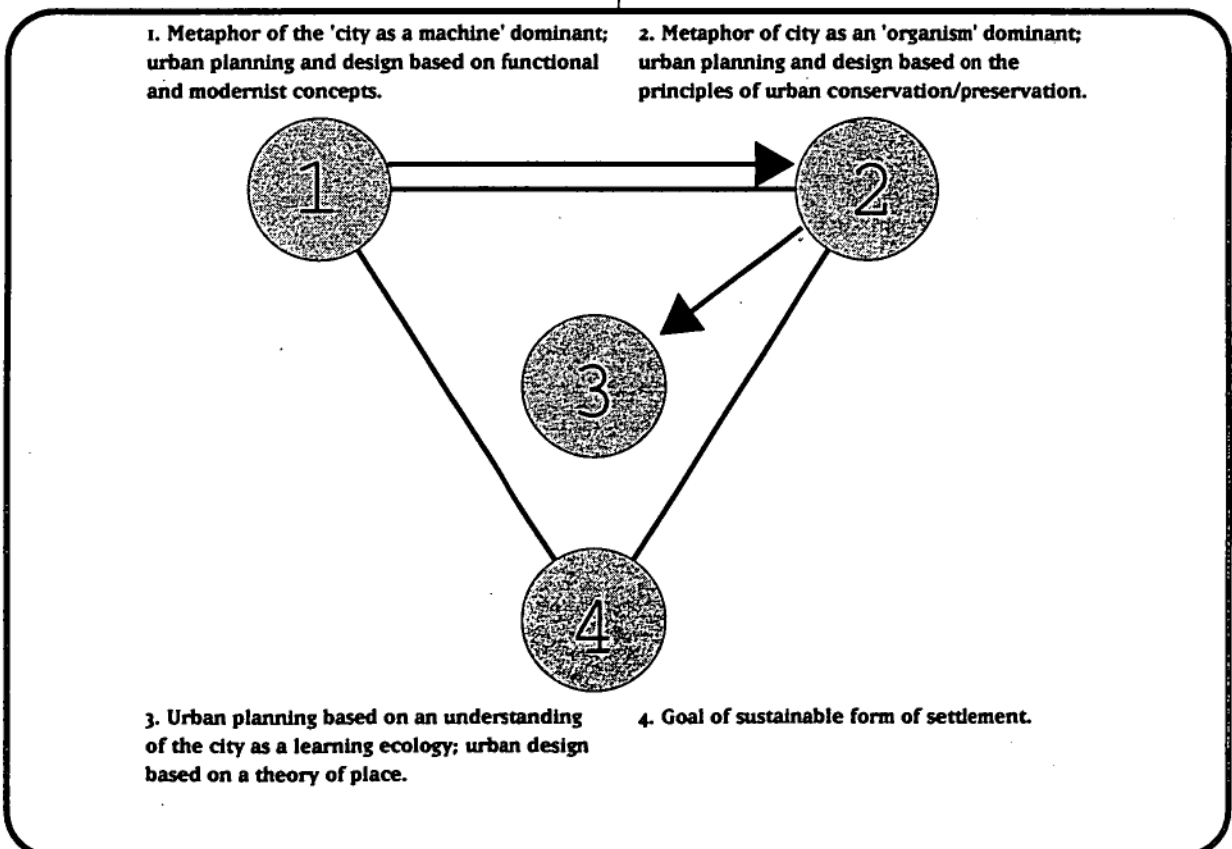 1. Metaphor of the 'city as a machine' dominant;
urban planning and design based on functional
and modernist concepts.
2. Metaphor of city as an 'organism' dominant;
urban planning and design based on the
principles of urban conservation/preservation.
1
2
3
4
3. Urban planning based on an understanding
of the city as a learning ecology; urban design
based on a theory of place.
4. Goal of sustainable form of settlement.